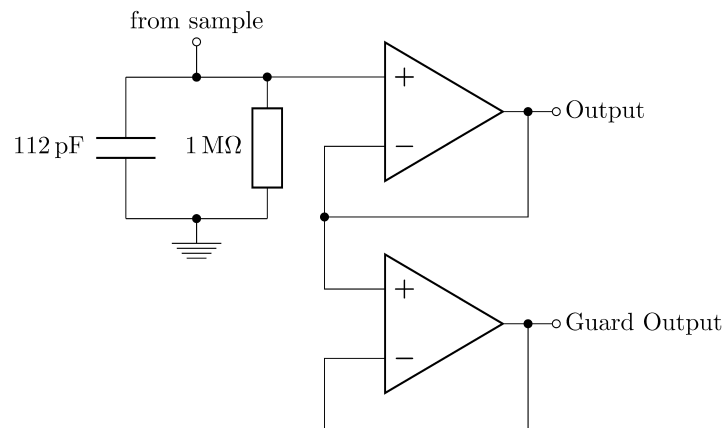 from sample
112 pF
1 MΩ
+
−
Output
+
−
Guard Output